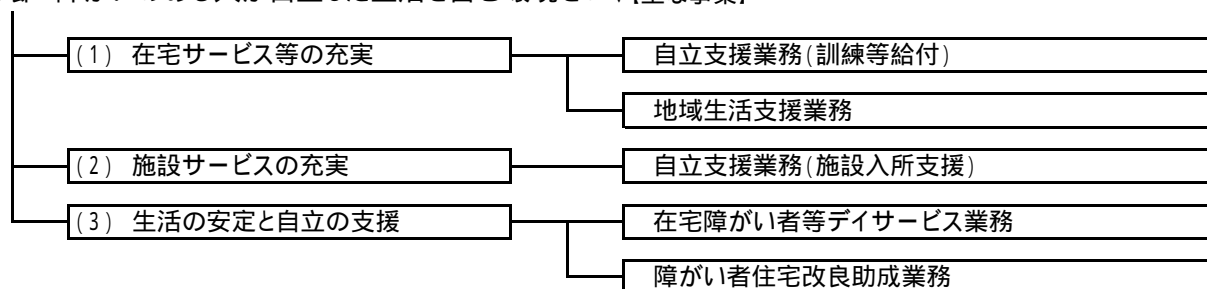 (1) 在宅サービス等の充実
自立支援業務(訓練等給付)
地域生活支援業務
(2) 施設サービスの充実
自立支援業務(施設入所支援)
(3) 生活の安定と自立の支援
在宅障がい者等デイサービス業務
障がい者住宅改良助成業務